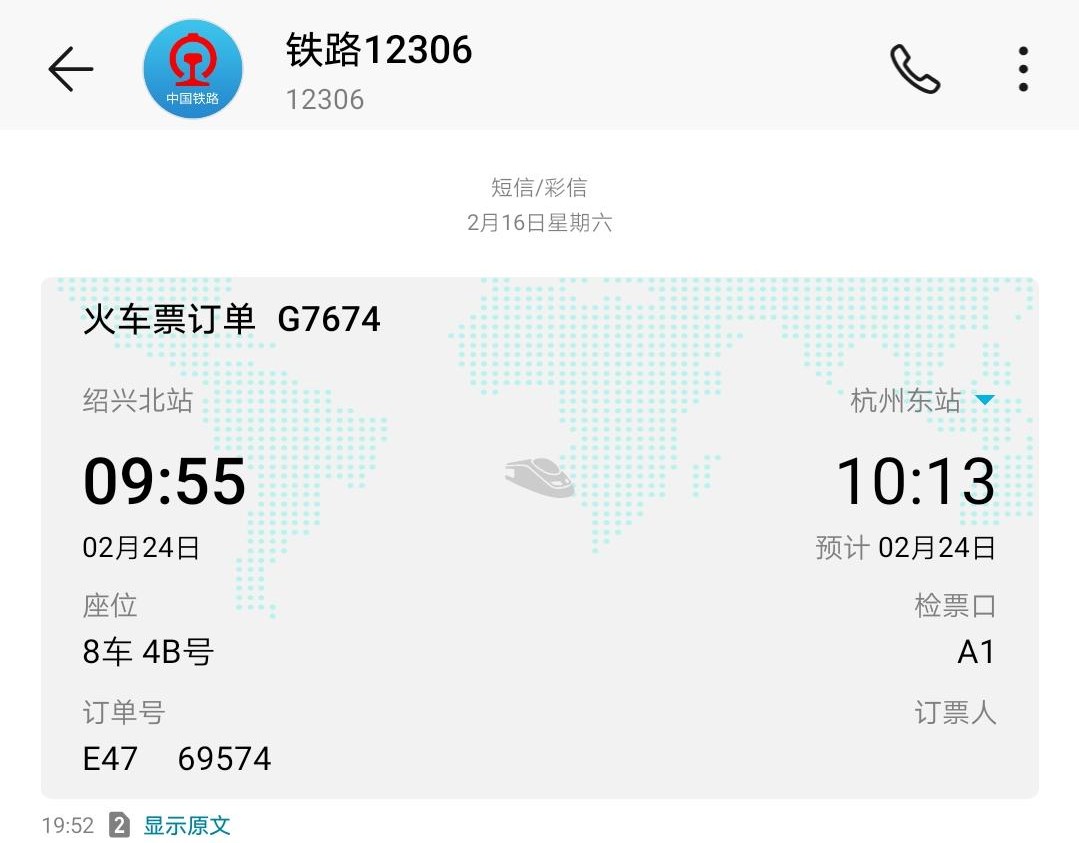 铁路12306
12306
中国铁路
短信/彩信
2月16日星期六
火车票订单 G7674
绍兴北站 杭州东站
09:55 10:13
02月24日 预计 02月24日
座位 检票口
8车 4B号 A1
订单号 订票人
E47 69574
19:52 2 显示原文